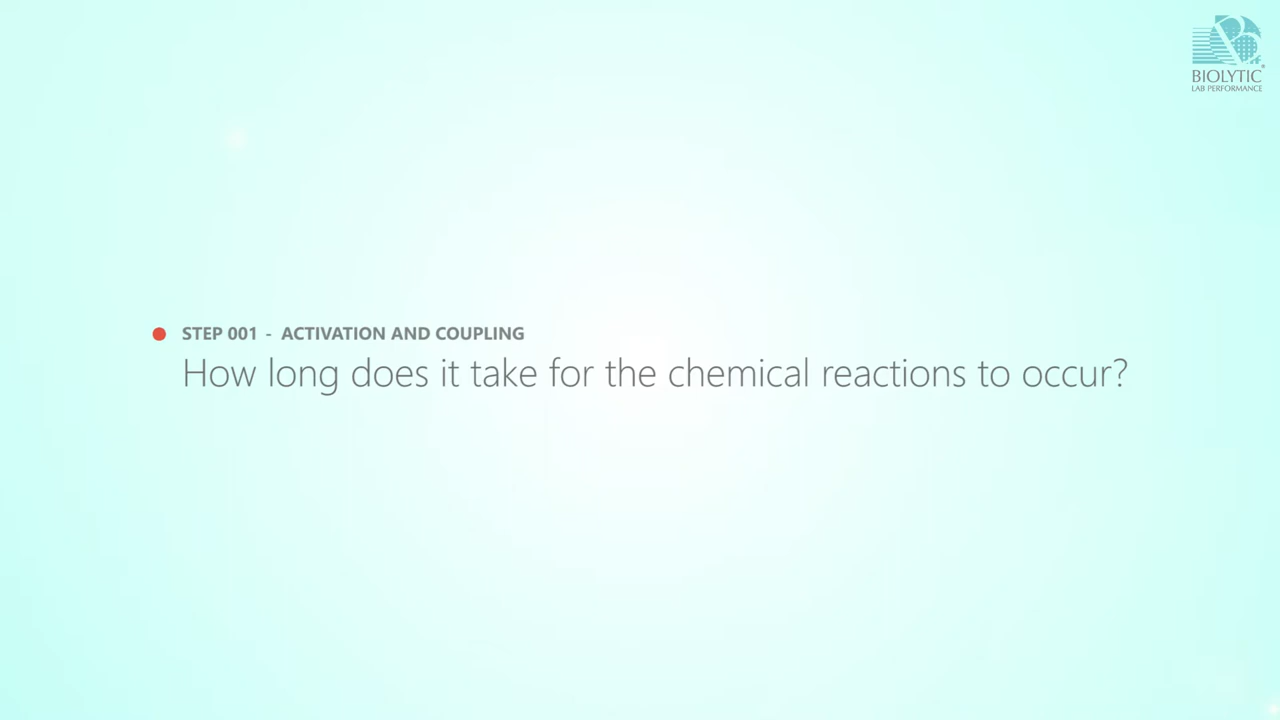 BIOLYTIC
LAB PERFORMANCE
STEP 001 - ACTIVATION AND COUPLING
How long does it take for the chemical reactions to occur?